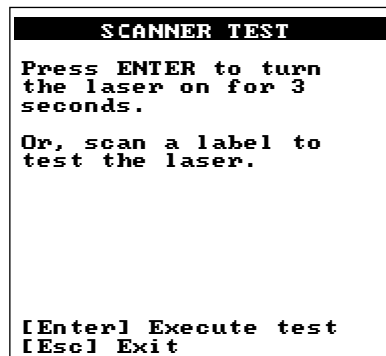 SCANNER TEST
Press ENTER to turn
the laser on for 3
seconds.
Or, scan a label to
test the laser.
[Enter] Execute test
[Esc] Exit